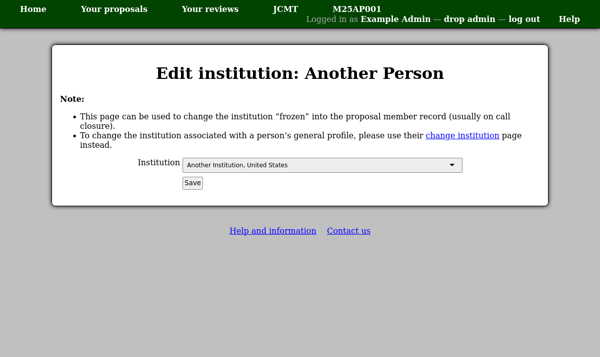 Home Your proposals Your reviews JCMT M25AP001
Logged in as Example Admin — drop admin — log out Help
Edit institution: Another Person
Note:
• This page can be used to change the institution “frozen” into the proposal member record (usually on call
closure).
• To change the institution associated with a person’s general profile, please use their change institution page
instead.
Institution Another Institution, United States
Save
Help and information Contact us